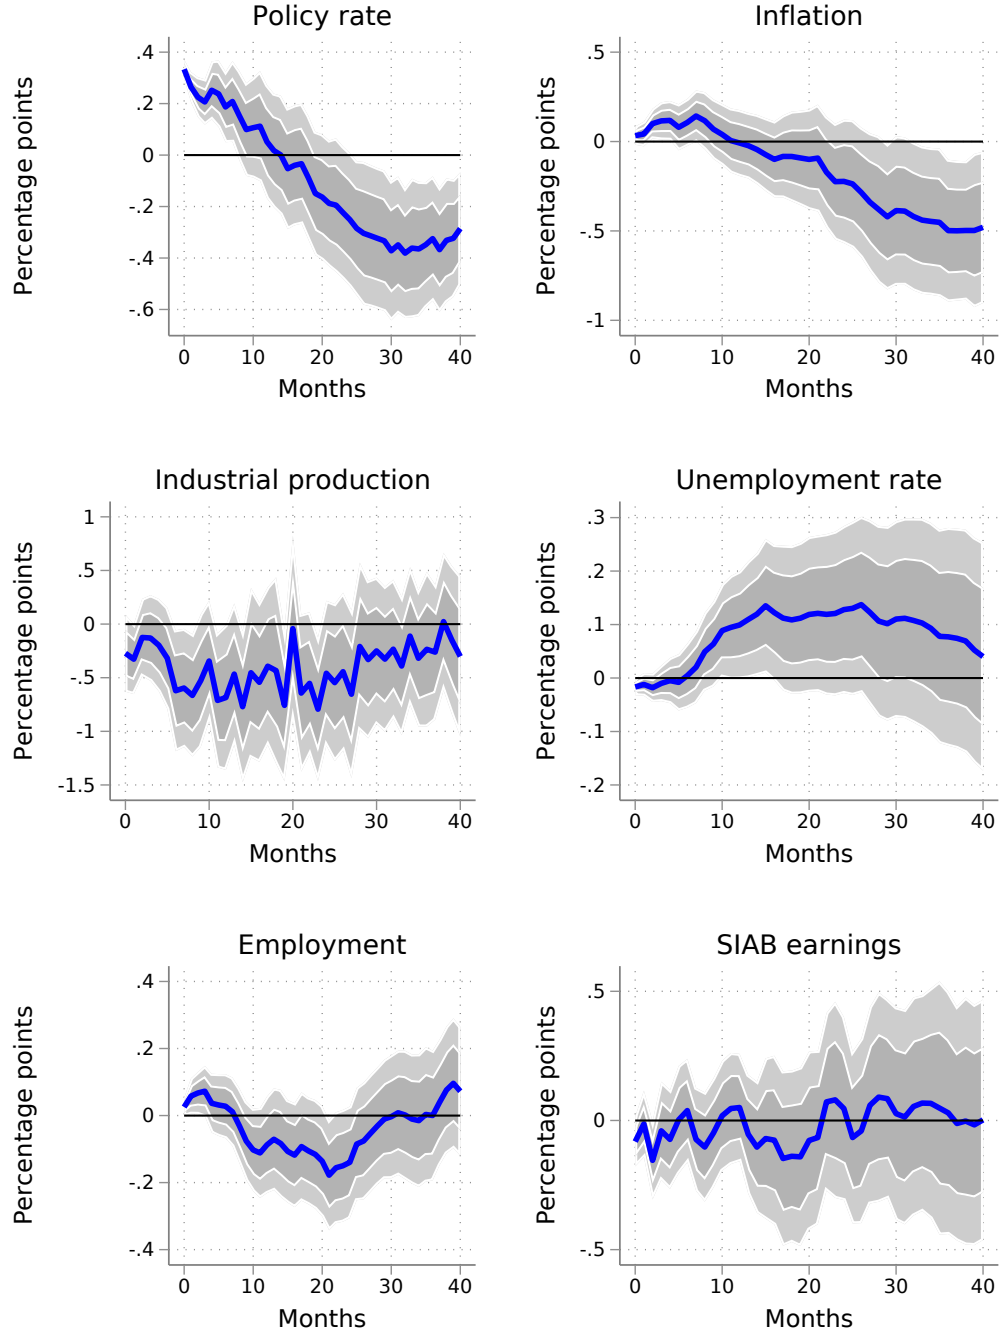 Policy rate
Percentage points
.4
.2
0
-.2
-.4
-.6
0 10 20 30 40
Months
Inflation
Percentage points
.5
0
-.5
-1
0 10 20 30 40
Months
Industrial production
Percentage points
1
.5
0
-.5
-1
-1.5
0 10 20 30 40
Months
Unemployment rate
Percentage points
.3
.2
.1
0
-.1
-.2
0 10 20 30 40
Months
Employment
Percentage points
.4
.2
0
-.2
-.4
0 10 20 30 40
Months
SIAB earnings
Percentage points
.5
0
-.5
0 10 20 30 40
Months